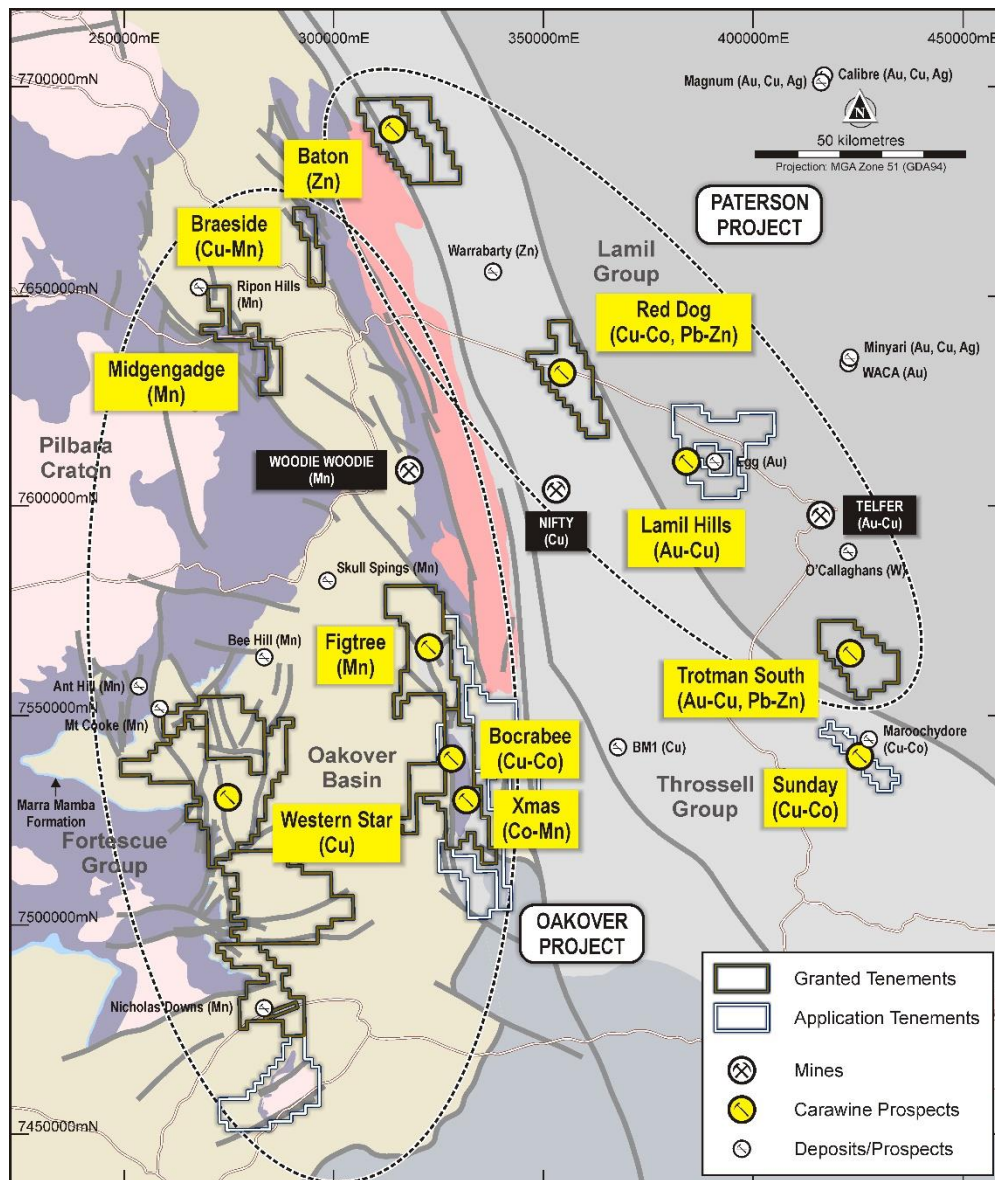 250000mE
300000mE
350000mE
400000mE
450000mE
7700000mN
Magnum (Au, Cu, Ag)
Calibre (Au, Cu, Ag)
N
50 kilometres
Projection: MGA Zone 51 (GDA94)
Baton
(Zn)
PATERSON
PROJECT
Braeside
(Cu-Mn)
Warrabarty (Zn)
Lamil
Group
7650000mN
Ripon Hills
(Mn)
Red Dog
(Cu-Co, Pb-Zn)
Minyari (Au, Cu, Ag)
WACA (Au)
Midgengadge
(Mn)
Pilbara
Craton
WOODIE WOODIE
(Mn)
Egg (Au)
7600000mN
NIFTY
(Cu)
Lamil Hills
(Au-Cu)
TELFER
(Au-Cu)
O'Callaghans (W)
Skull Spings (Mn)
Bee Hill (Mn)
Figtree
(Mn)
Ant Hill (Mn)
Trotman South
(Au-Cu, Pb-Zn)
7550000mN
Mt Cooke (Mn)
Bocrabee
(Cu-Co)
BM1 (Cu)
Maroochydore
(Cu-Co)
Oakover
Basin
Throssell
Group
Sunday
(Cu-Co)
Marra Mamba
Formation
Western Star
(Cu)
Xmas
(Co-Mn)
Fortescue
Group
7500000mN
OAKOVER
PROJECT
Nicholas Downs (Mn)
7450000mN
Granted Tenements
Application Tenements
Mines
Carawine Prospects
Deposits/Prospects